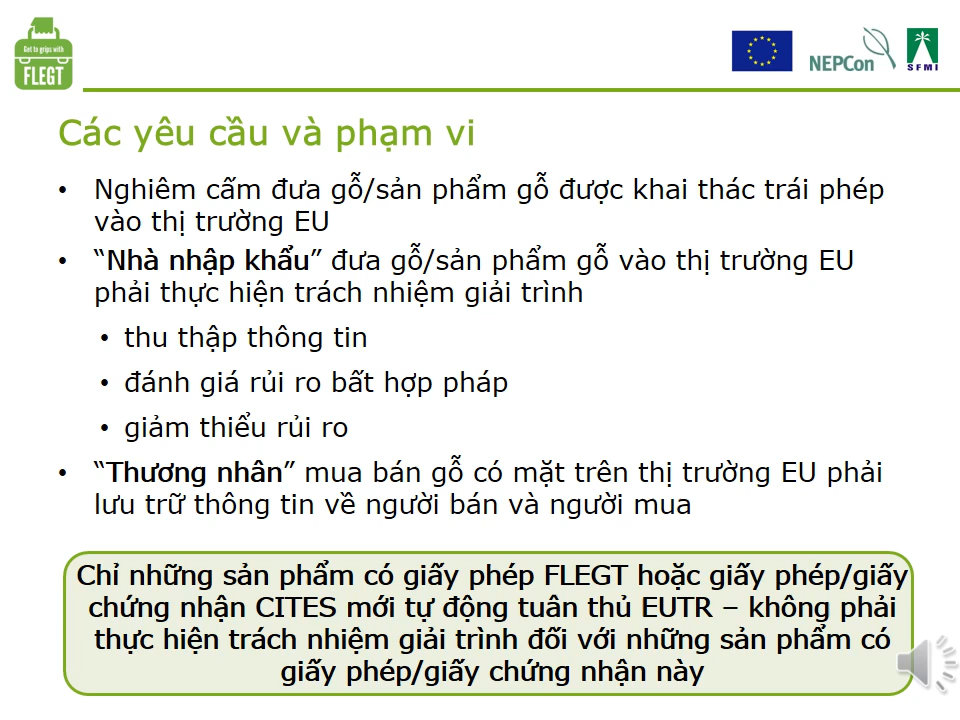 Get to grips with
FLEGT
NEPCon
SFMI
Các yêu cầu và phạm vi
• Nghiêm cấm đưa gỗ/sản phẩm gỗ được khai thác trái phép
vào thị trường EU
• “Nhà nhập khẩu” đưa gỗ/sản phẩm gỗ vào thị trường EU
phải thực hiện trách nhiệm giải trình
• thu thập thông tin
• đánh giá rủi ro bất hợp pháp
• giảm thiểu rủi ro
• “Thương nhân” mua bán gỗ có mặt trên thị trường EU phải
lưu trữ thông tin về người bán và người mua
Chỉ những sản phẩm có giấy phép FLEGT hoặc giấy phép/giấy
chứng nhận CITES mới tự động tuân thủ EUTR – không phải
thực hiện trách nhiệm giải trình đối với những sản phẩm có
giấy phép/giấy chứng nhận này